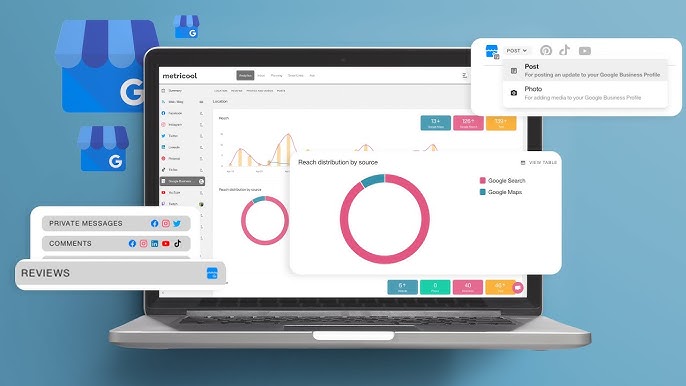 POST
Post
For posting an update to your Google Business Profile
Photo
For adding media to your Google Business Profile
metricool
Analytics
Summary
Facebook
Instagram
Twitter
LinkedIn
Pinterest
TikTok
Google Business
YouTube
Twitch
Location
Reach
13+
126+
139+
Reach distribution by source
Reach distribution by source
VIEW TABLE
Google Search
Google Maps
PRIVATE MESSAGES
COMMENTS
REVIEWS
6+
0
40
46+